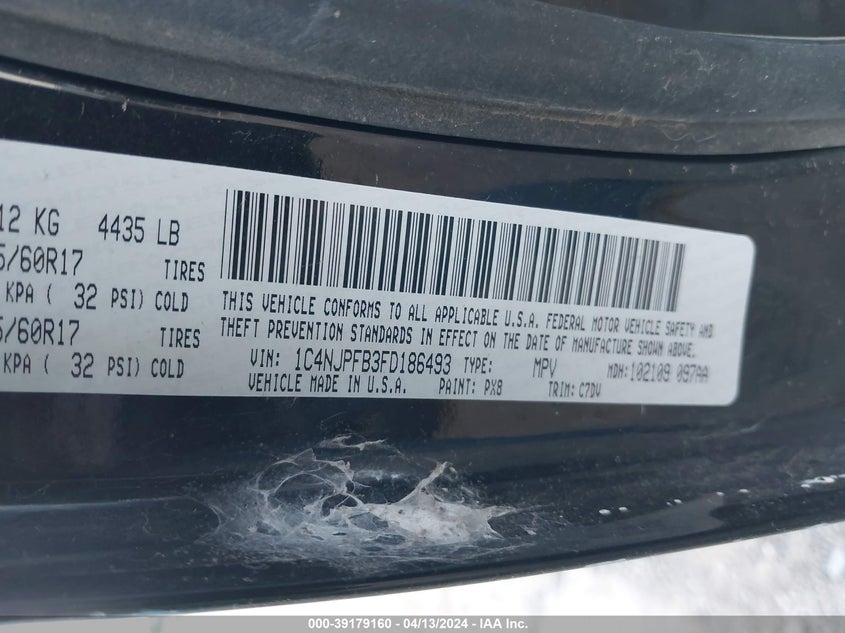 12 KG 4435 LB
5/60R17 TIRES
KPA ( 32 PSI) COLD
5/60R17 TIRES
KPA ( 32 PSI) COLD
THIS VEHICLE CONFORMS TO ALL APPLICABLE U.S.A. FEDERAL MOTOR VEHICLE SAFETY AND
THEFT PREVENTION STANDARDS IN EFFECT ON THE DATE OF MANUFACTURE SHOWN ABOVE.
VIN: 1C4NJPFB3FD186493 TYPE: MPV MDH: 102109 097AA
VEHICLE MADE IN U.S.A. PAINT: PX8 TRIM: C7DV
000-39179160 - 04/13/2024 - IAA Inc.